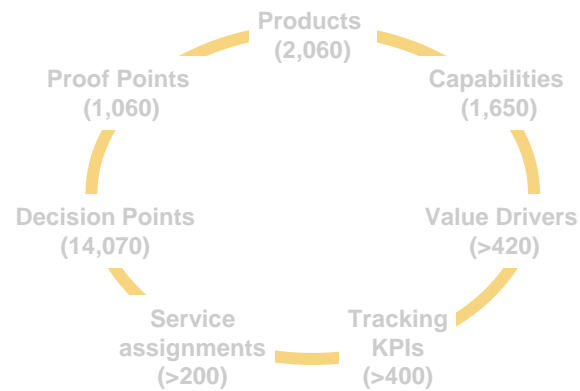 Products
(2,060)
Proof Points
(1,060)
Capabilities
(1,650)
Decision Points
(14,070)
Value Drivers
(>420)
Service
assignments
(>200)
Tracking
KPIs
(>400)